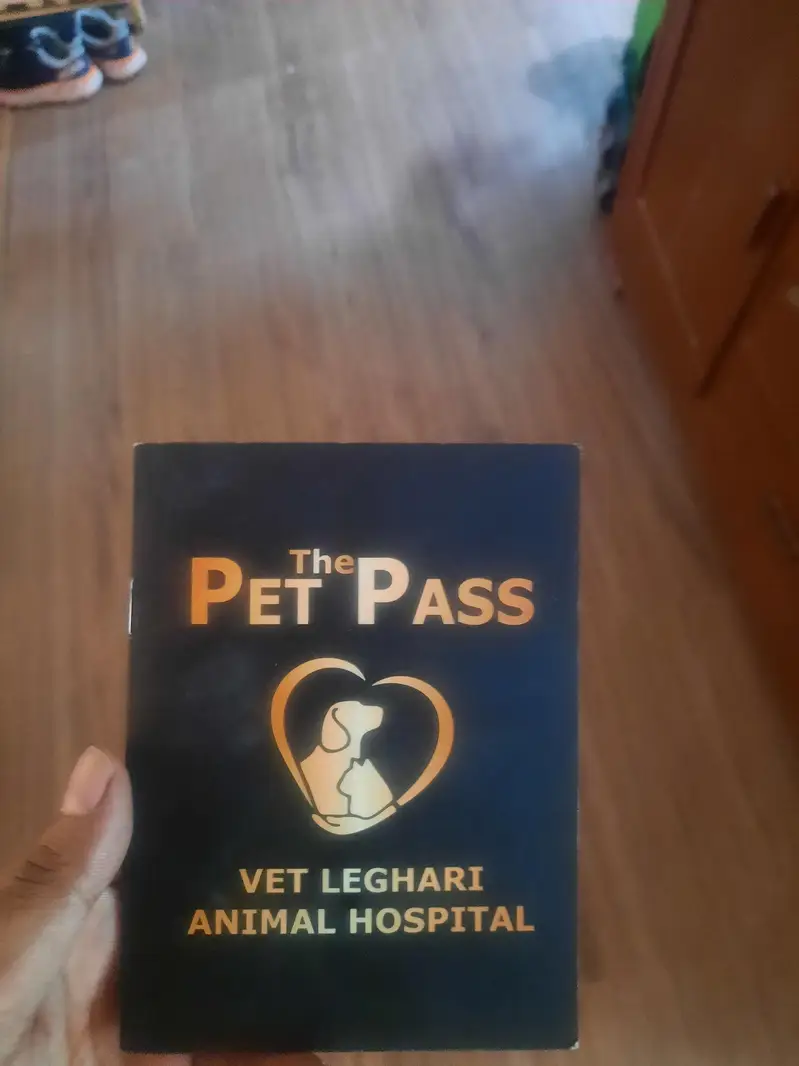 The
PET PASS
VET LEGHARI
ANIMAL HOSPITAL